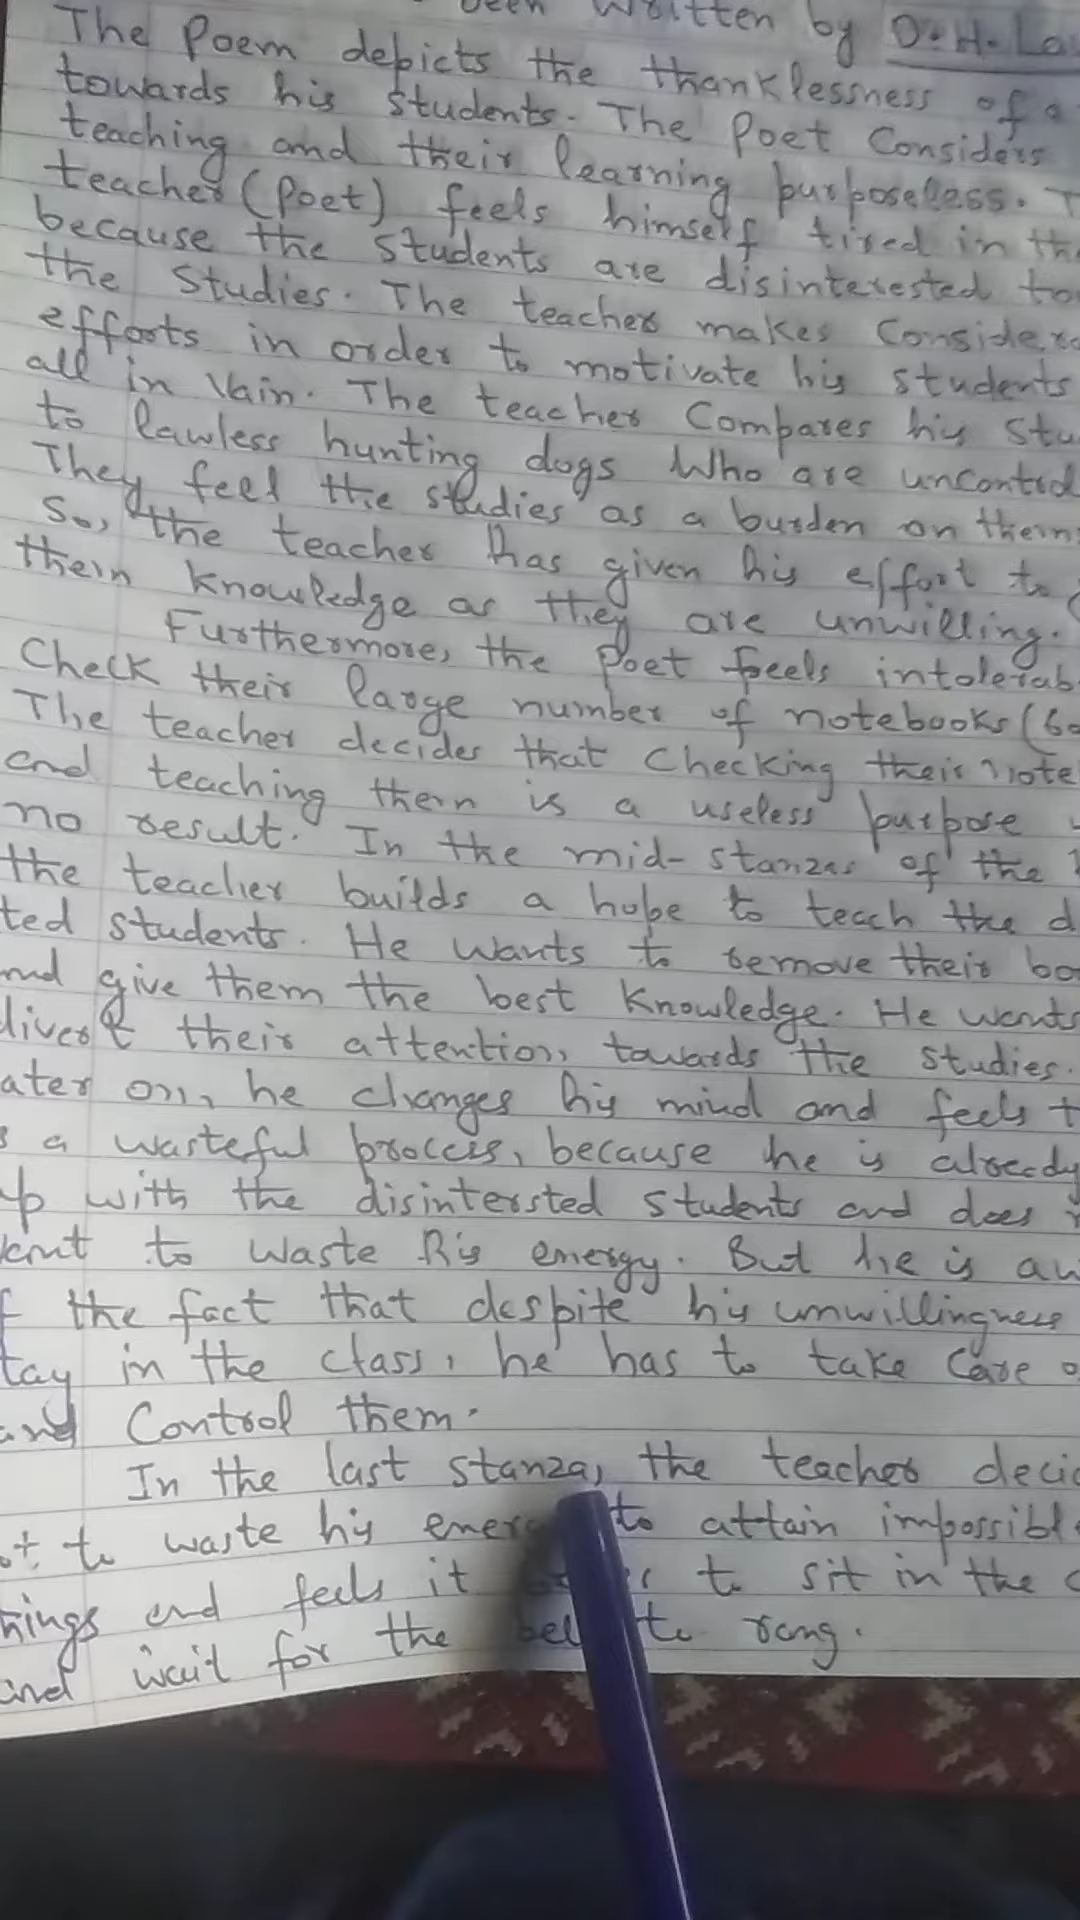 been written by D.H. La
The Poem depicts the thanklessness of a
towards his students. The Poet Considers
teaching and their learning purposeless. T
teacher (Poet) feels himself tired in the
because the students are disinterested to
the Studies. The teacher makes Consider
efforts in order to motivate his students
all in Vain. The teacher Compares his Stu
to lawless hunting dogs Who are uncontrol
They feel the studies as a burden on them
So, the teacher has given his effort to
them knowledge as they are unwilling.
Furthermore, the Poet feels intolerab
Check their large number of notebooks (60
The teacher decides that Checking their note
and teaching them is a useless purpose
no result. In the mid-stanzas of the
the teacher builds a hope to teach the d
ted students. He wants to remove their bo
nd give them the best Knowledge. He wants
divert their attention, towards the studies.
ater on, he changes his mind and feels t
s a wasteful process, because he is already
up with the disintersted students and does
ant to waste his energy. But he is aw
f the fact that despite his unwillingness
tay in the class, he has to take Care o
and Control them.
In the last stanza, the teacher deci
ot to waste his ener to attain impossible
hings and feels it to sit in the c
and wait for the bel to rang.